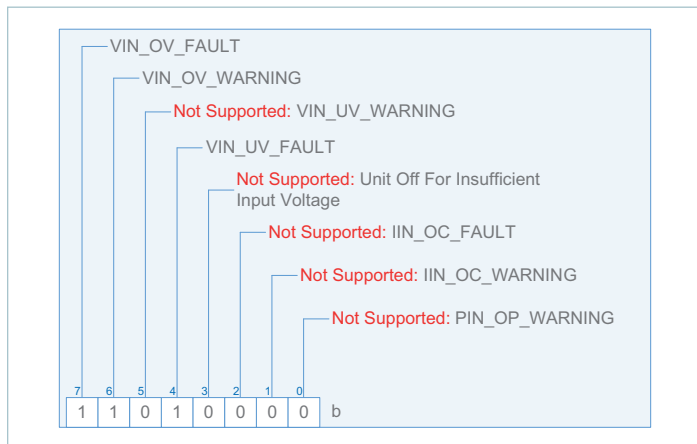 VIN_OV_FAULT
VIN_OV_WARNING
Not Supported: VIN_UV_WARNING
VIN_UV_FAULT
Not Supported: Unit Off For Insufficient
Input Voltage
Not Supported: IIN_OC_FAULT
Not Supported: IIN_OC_WARNING
Not Supported: PIN_OP_WARNING
7 6 5 4 3 2 1 0
1 1 0 1 0 0 0 0 b